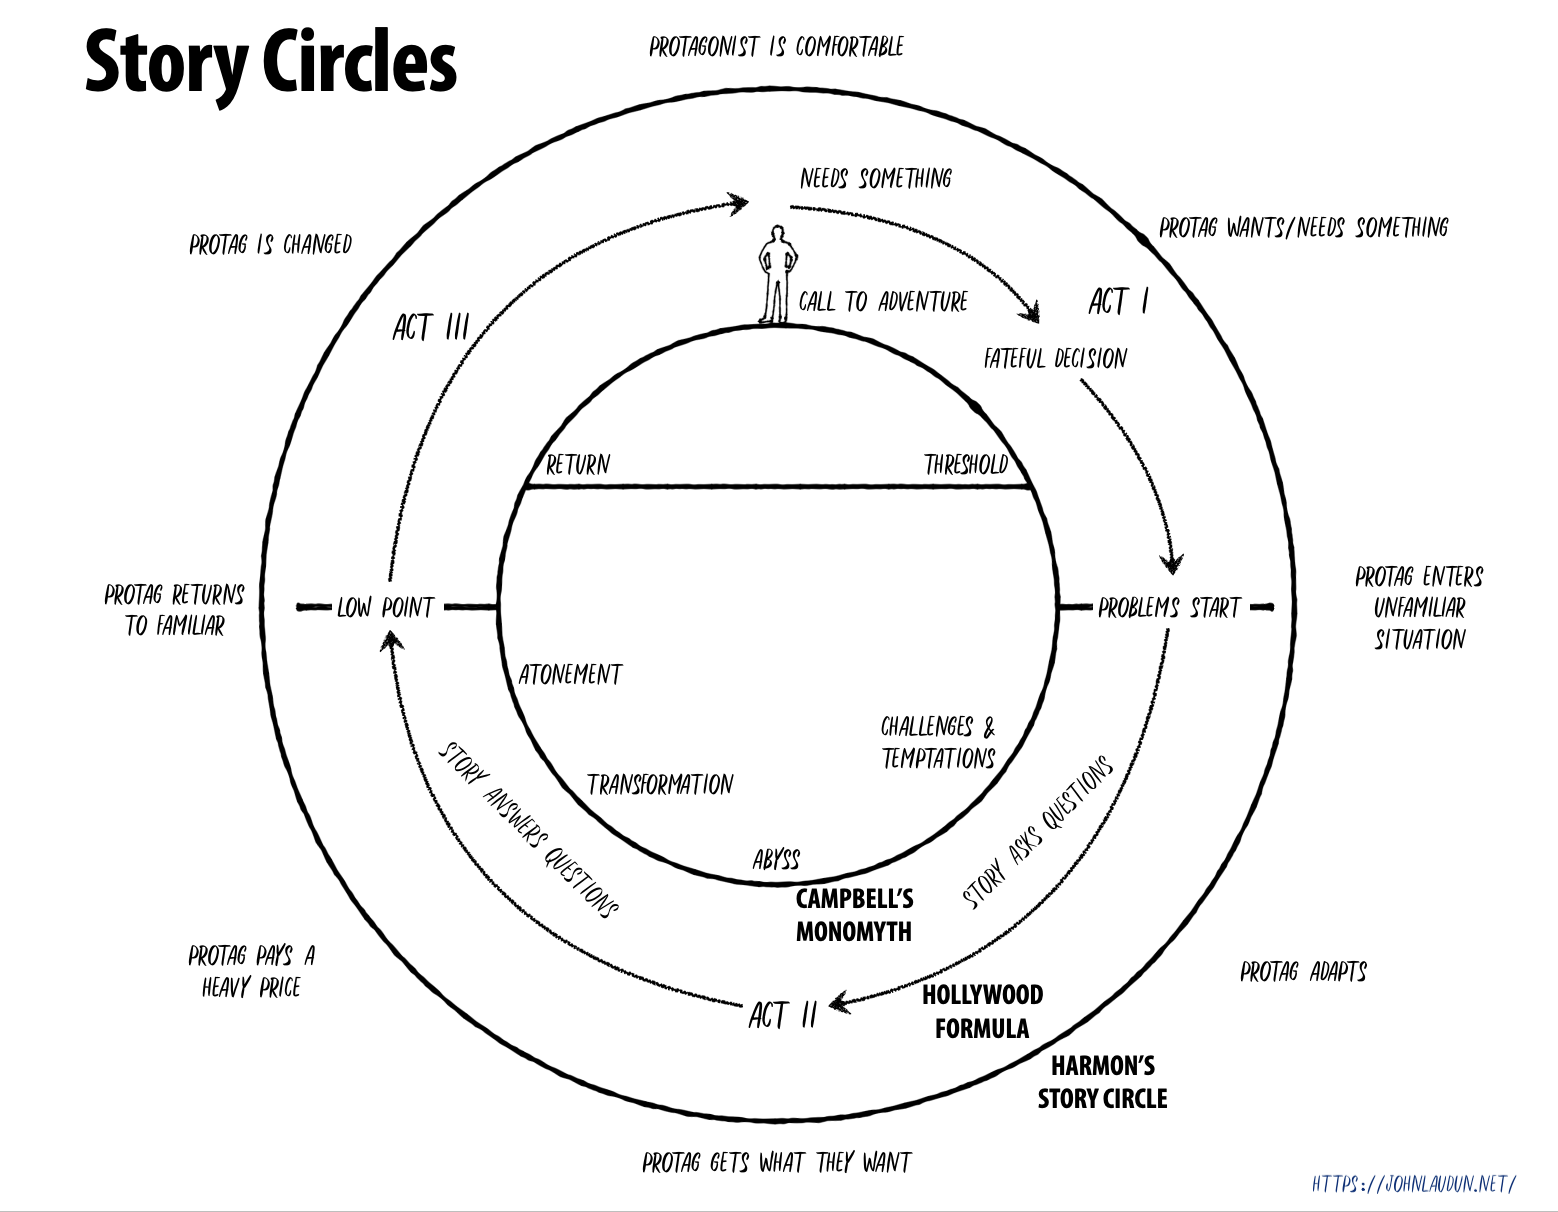 Story Circles
PROTAGONIST IS COMFORTABLE
NEEDS SOMETHING
PROTAG WANTS/NEEDS SOMETHING
PROTAG IS CHANGED
CALL TO ADVENTURE
ACT I
ACT III
FATEFUL DECISION
RETURN
THRESHOLD
PROTAG ENTERS
UNFAMILIAR
SITUATION
PROTAG RETURNS
TO FAMILIAR
LOW POINT
PROBLEMS START
ATONEMENT
CHALLENGES &
TEMPTATIONS
TRANSFORMATION
STORY ANSWERS QUESTIONS
STORY ASKS QUESTIONS
ABYSS
CAMPBELL'S
MONOMYTH
PROTAG PAYS A
HEAVY PRICE
PROTAG ADAPTS
ACT II
HOLLYWOOD
FORMULA
HARMON'S
STORY CIRCLE
PROTAG GETS WHAT THEY WANT
HTTPS://JOHNLAUDUN.NET/